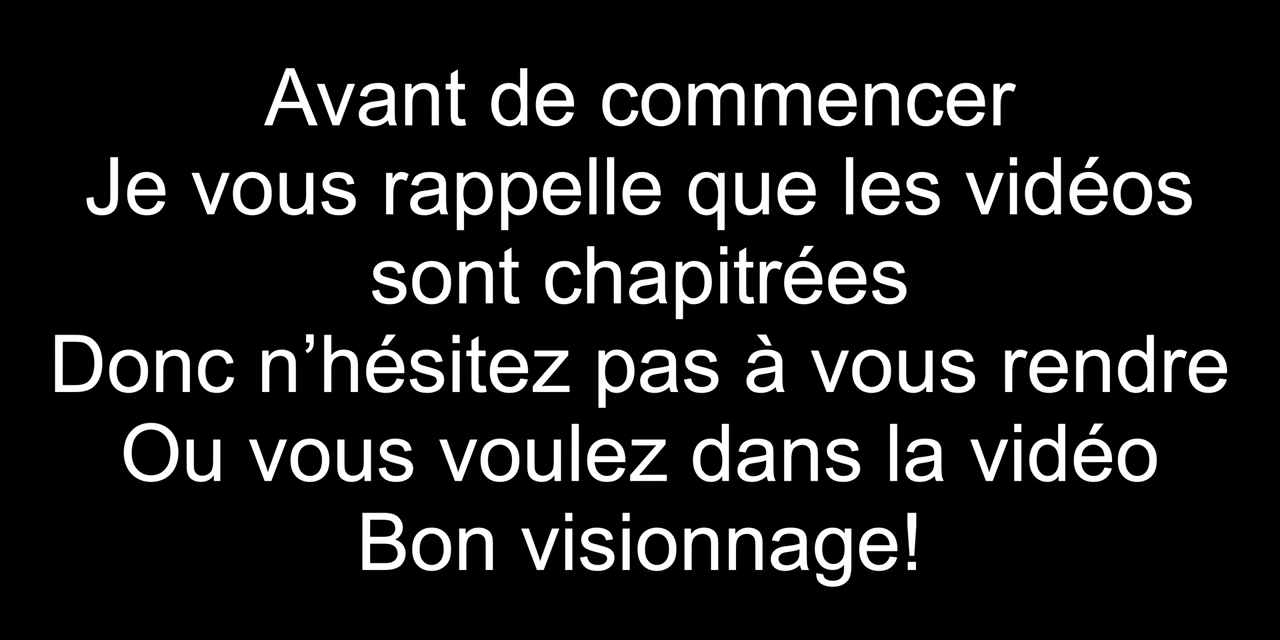 Avant de commencer
Je vous rappelle que les vidéos
sont chapitrées
Donc n’hésitez pas à vous rendre
Ou vous voulez dans la vidéo
Bon visionnage!